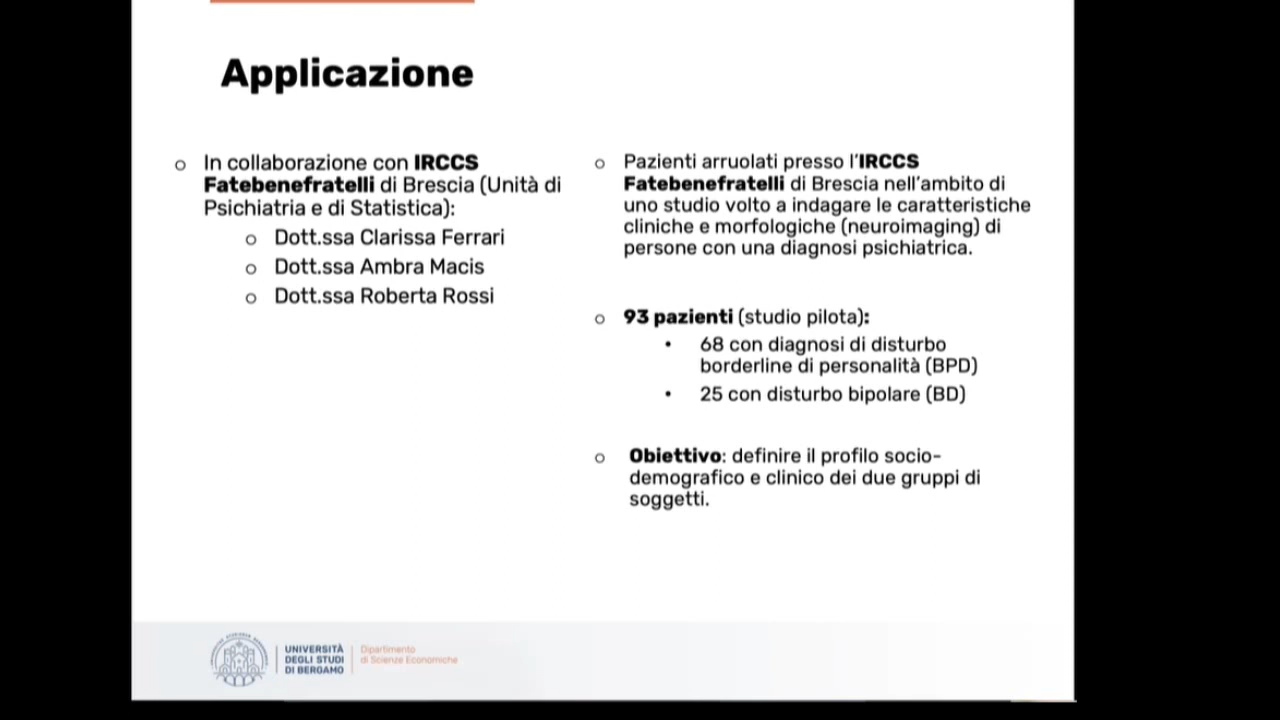 Applicazione
o In collaborazione con IRCCS
Fatebenefratelli di Brescia (Unità di
Psichiatria e di Statistica):
o Dott.ssa Clarissa Ferrari
o Dott.ssa Ambra Macis
o Dott.ssa Roberta Rossi
o Pazienti arruolati presso l'IRCCS
Fatebenefratelli di Brescia nell'ambito di
uno studio volto a indagare le caratteristiche
cliniche e morfologiche (neuroimaging) di
persone con una diagnosi psichiatrica.
o 93 pazienti (studio pilota):
• 68 con diagnosi di disturbo
borderline di personalità (BPD)
• 25 con disturbo bipolare (BD)
o Obiettivo: definire il profilo socio-
demografico e clinico dei due gruppi di
soggetti.
UNIVERSITÀ
DEGLI STUDI
DI BERGAMO
Dipartimento
di Scienze Economiche